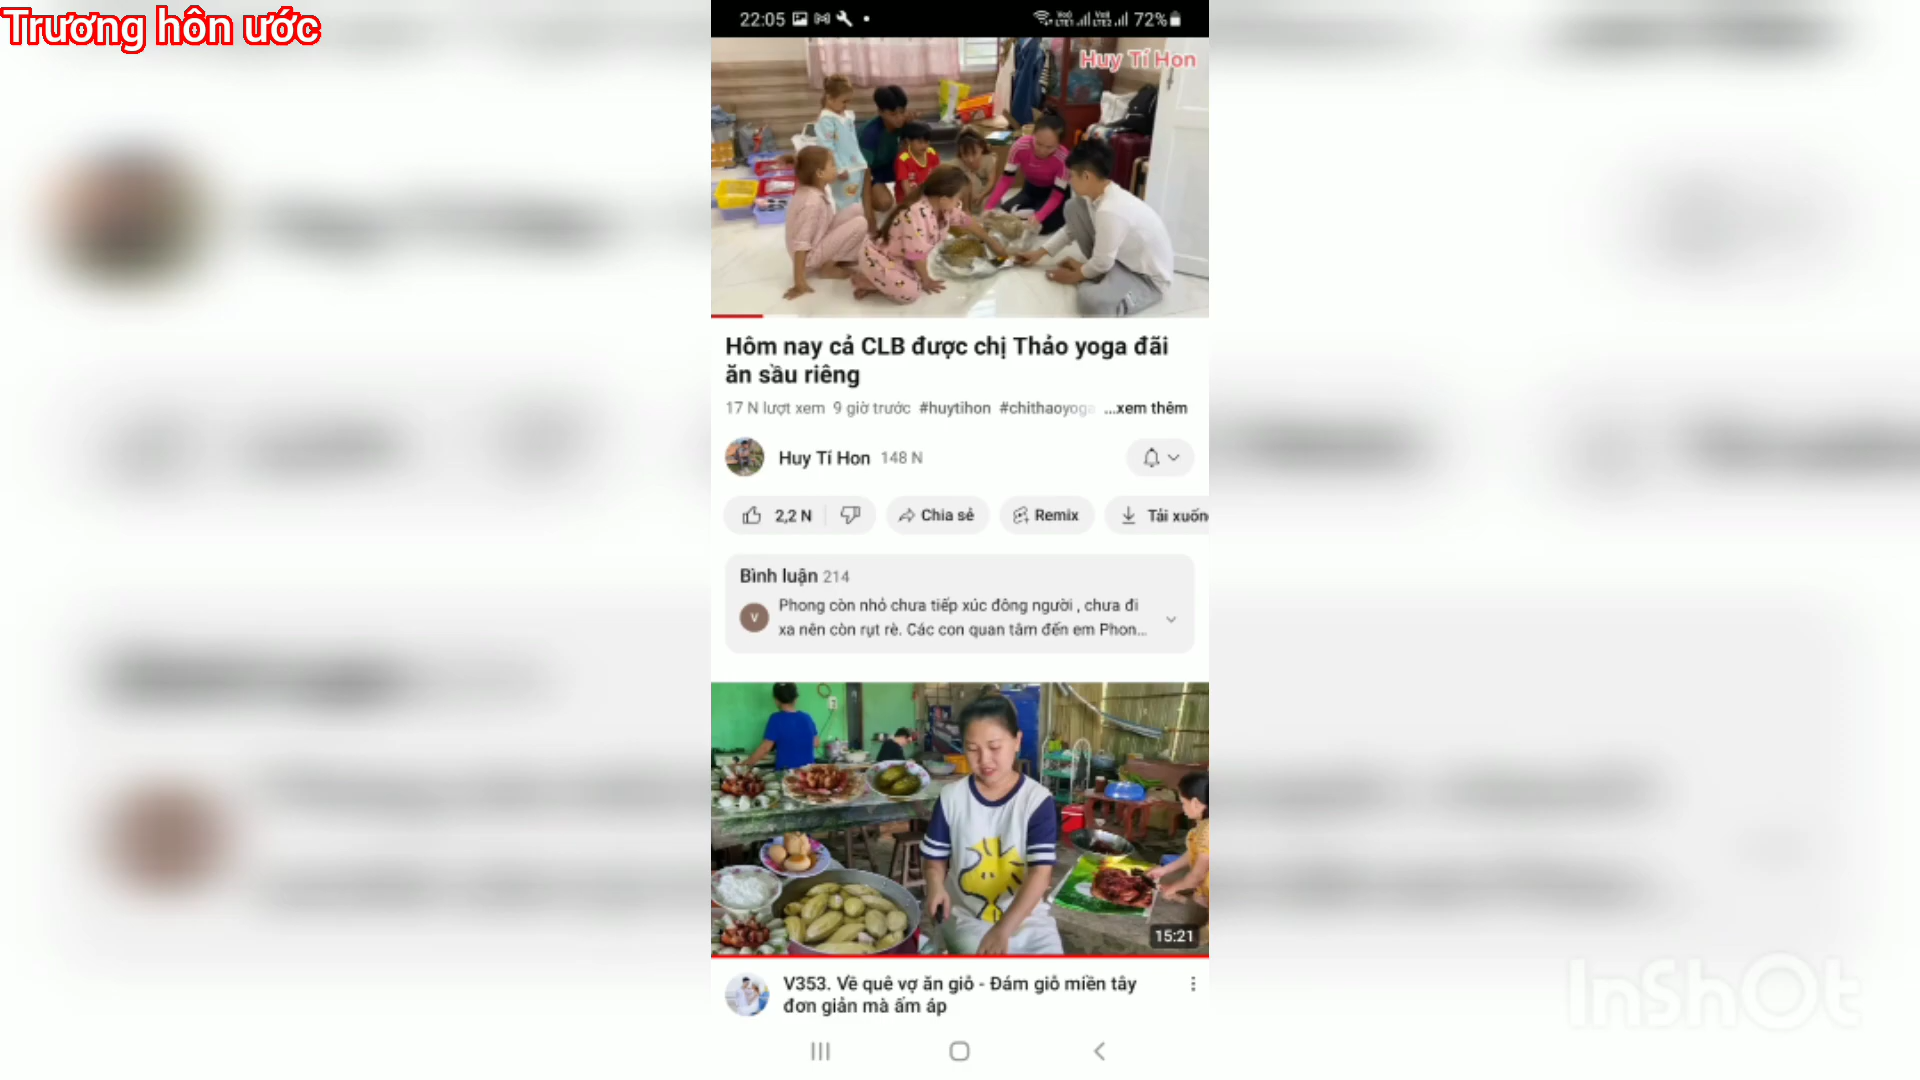 Trương hôn ước
22:05
72%
Huy Tí Hon
Hôm nay cả CLB được chị Thảo yoga đãi
ăn sầu riêng
17 N lượt xem 9 giờ trước #huytihon #chithaoyoga ...xem thêm
Huy Tí Hon 148 N
2,2 N Chia sẻ Remix Tải xuốn
Bình luận 214
V
Phong còn nhỏ chưa tiếp xúc đông người , chưa đi
xa nên còn rụt rè. Các con quan tâm đến em Phon...
15:21
V353. Về quê vợ ăn giỗ - Đám giỗ miền tây
đơn giản mà ấm áp
InShOt